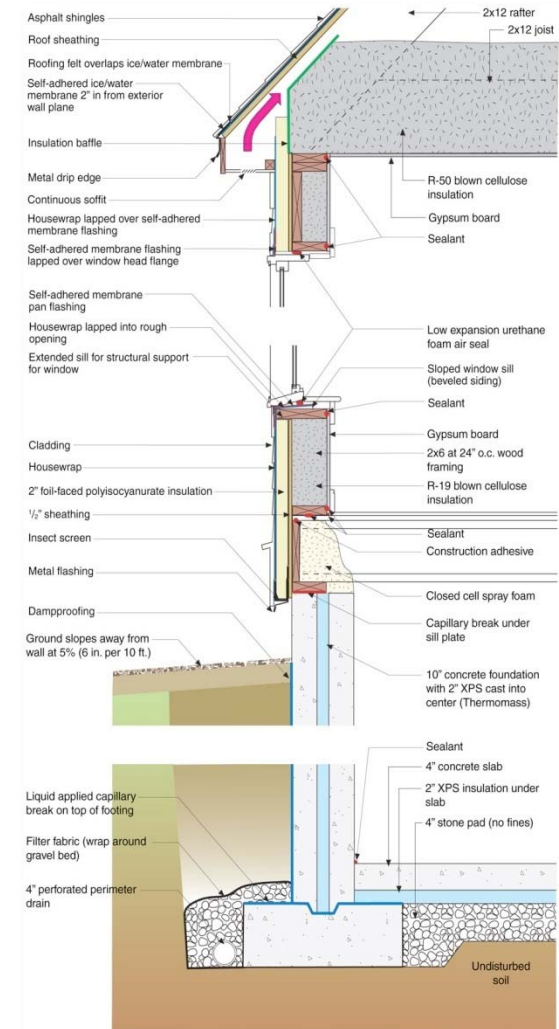 Asphalt shingles
Roof sheathing
Roofing felt overlaps ice/water membrane
Self-adhered ice/water
membrane 2" in from exterior
wall plane
Insulation baffle
Metal drip edge
Continuous soffit
Housewrap lapped over self-adhered
membrane flashing
Self-adhered membrane flashing
lapped over window head flange
Self-adhered membrane
pan flashing
Housewrap lapped into rough
opening
Extended sill for structural support
for window
Cladding
Housewrap
2" foil-faced polyisocyanurate insulation
1/2" sheathing
Insect screen
Metal flashing
Dampproofing
Ground slopes away from
wall at 5% (6 in. per 10 ft.)
Liquid applied capillary
break on top of footing
Filter fabric (wrap around
gravel bed)
4" perforated perimeter
drain
2x12 rafter
2x12 joist
R-50 blown cellulose
insulation
Gypsum board
Sealant
Low expansion urethane
foam air seal
Sloped window sill
(beveled siding)
Sealant
Gypsum board
2x6 at 24" o.c. wood
framing
R-19 blown cellulose
insulation
Sealant
Construction adhesive
Closed cell spray foam
Capillary break under
sill plate
10" concrete foundation
with 2" XPS cast into
center (Thermomass)
Sealant
4" concrete slab
2" XPS insulation under
slab
4" stone pad (no fines)
Undisturbed
soil